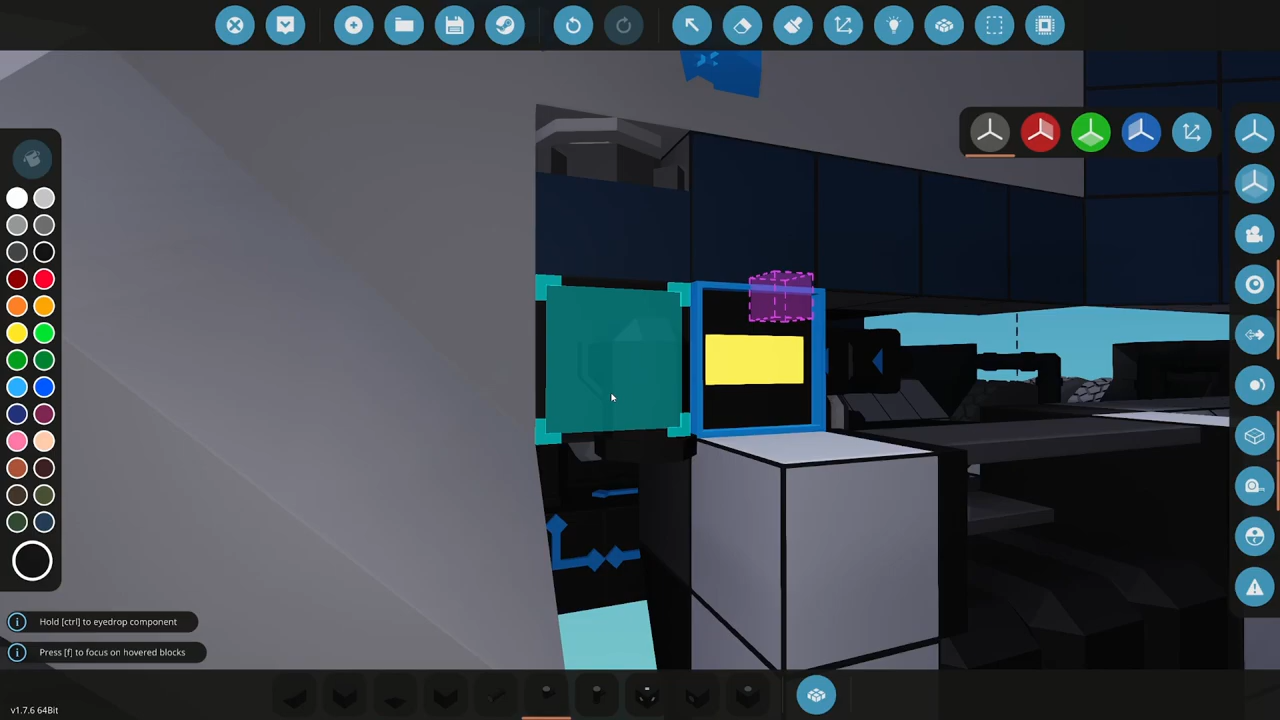 Hold [ctrl] to eyedrop component
Press [f] to focus on hovered blocks
v1.7.6 64Bit